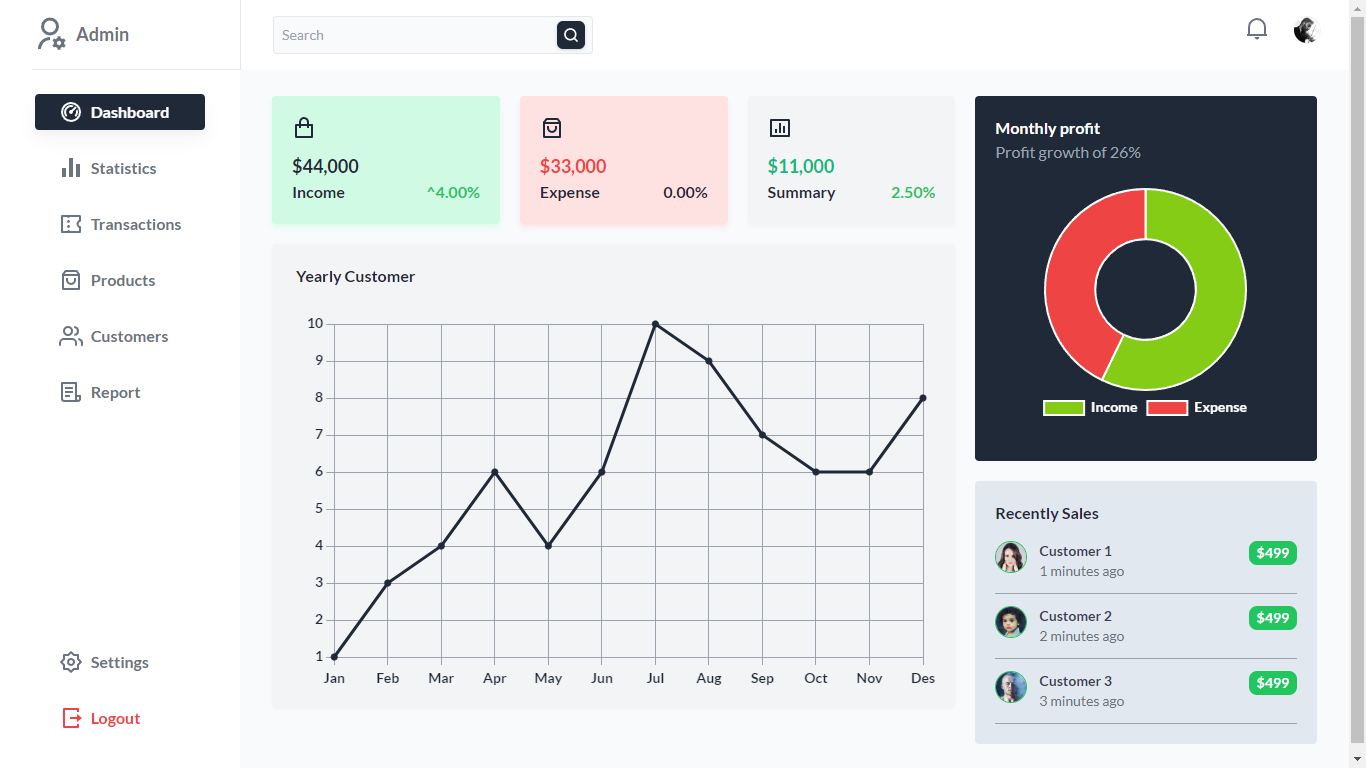 Admin
Search
Dashboard
Statistics
Transactions
Products
Customers
Report
Settings
Logout
$44,000
Income ^4.00%
$33,000
Expense 0.00%
$11,000
Summary 2.50%
Yearly Customer
10
9
8
7
6
5
4
3
2
1
Jan Feb Mar Apr May Jun Jul Aug Sep Oct Nov Des
Monthly profit
Profit growth of 26%
Income Expense
Recently Sales
Customer 1 $499
1 minutes ago
Customer 2 $499
2 minutes ago
Customer 3 $499
3 minutes ago